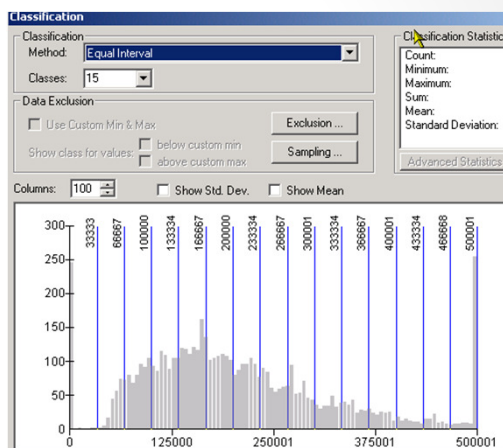 Classification
Classification
Method: Equal Interval
Classes: 15
Data Exclusion
Use Custom Min & Max
Exclusion ...
Show class for values:
below custom min
above custom max
Sampling ...
Classification Statistic
Count:
Minimum:
Maximum:
Sum:
Mean:
Standard Deviation:
Advanced Statistics
Columns: 100
Show Std. Dev.
Show Mean
300
250
200
150
100
50
0
33333
66667
100000
133334
166667
200000
233334
266667
300001
333334
366667
400001
433334
466668
500001
0
125000
250001
375001
500001